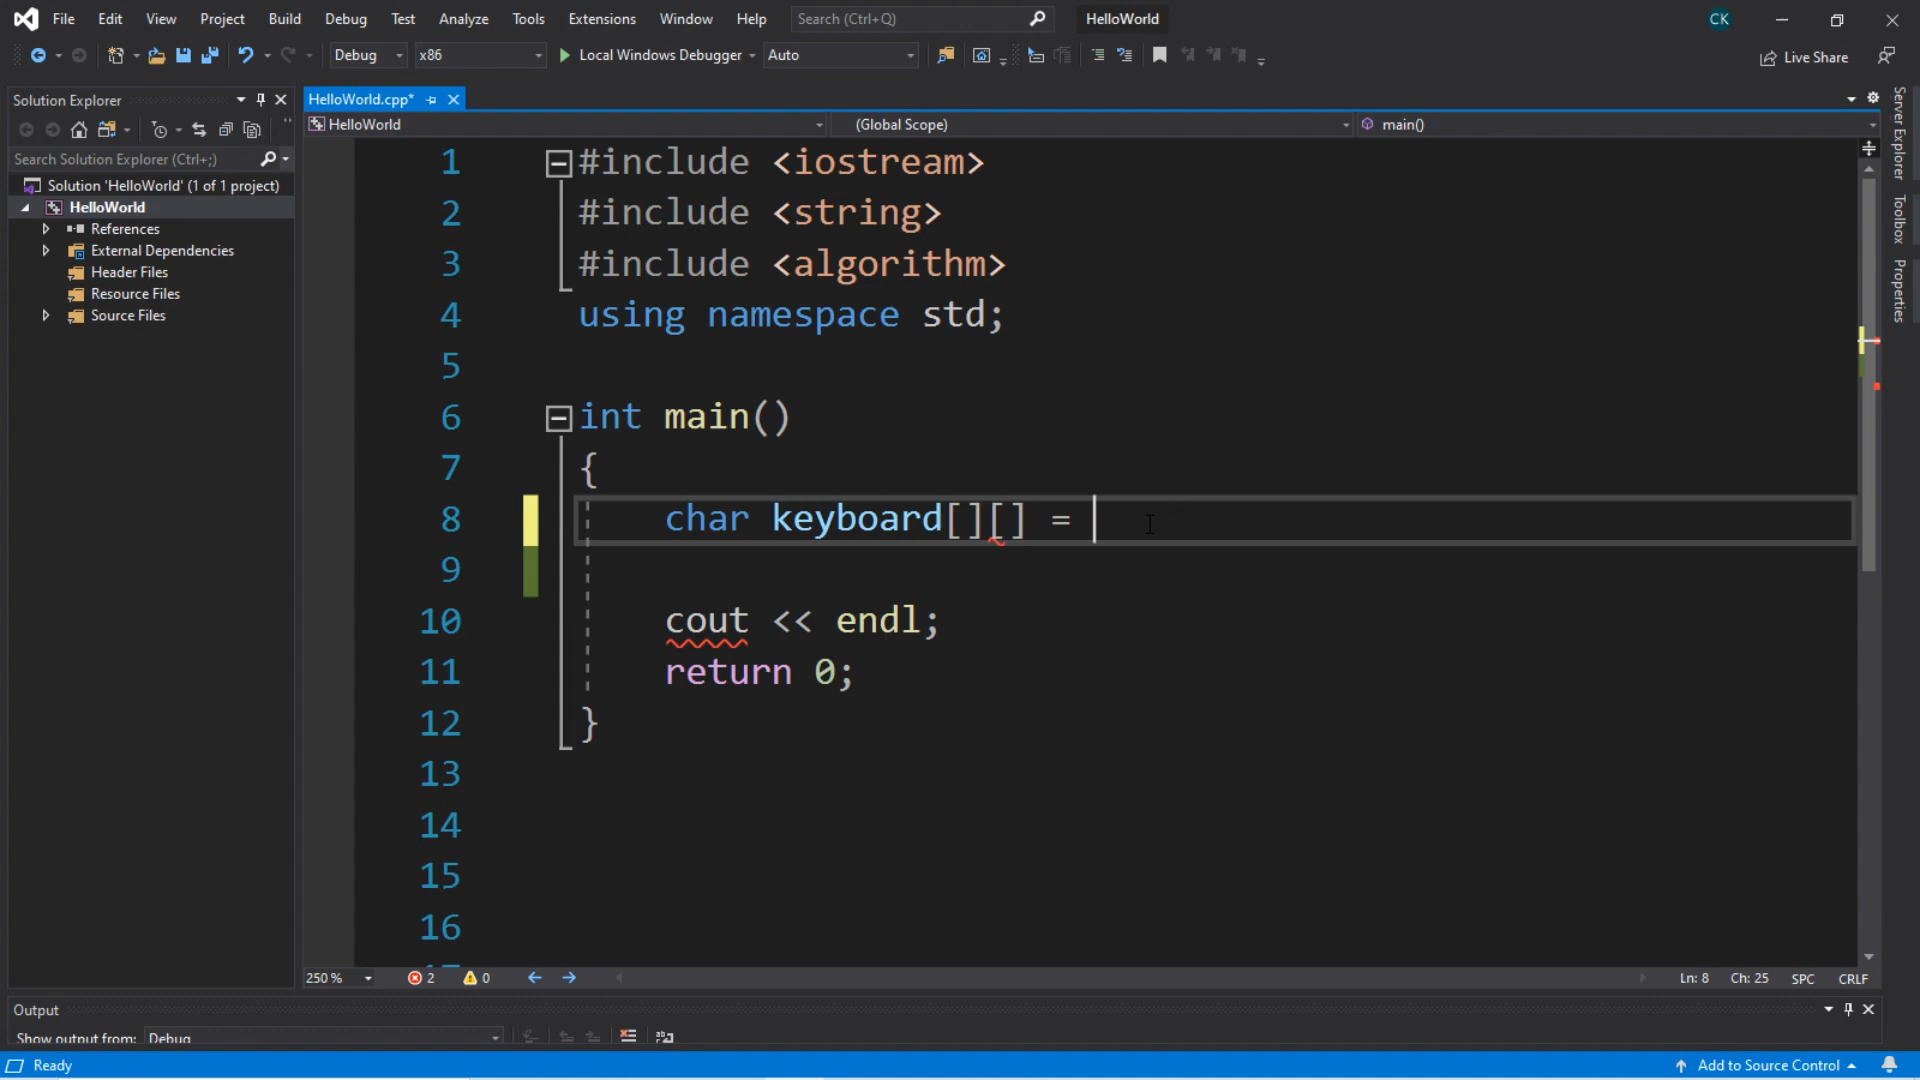 File Edit View Project Build Debug Test Analyze Tools Extensions Window Help Search (Ctrl+Q) HelloWorld CK
Debug x86 Local Windows Debugger Auto Live Share
Solution Explorer
Search Solution Explorer (Ctrl+;)
Solution 'HelloWorld' (1 of 1 project)
HelloWorld
References
External Dependencies
Header Files
Resource Files
Source Files
HelloWorld.cpp*
HelloWorld (Global Scope) main()
1 #include <iostream>
2 #include <string>
3 #include <algorithm>
4 using namespace std;
5
6 int main()
7 {
8 char keyboard[][] =
9
10 cout << endl;
11 return 0;
12 }
13
14
15
16
250 % 2 0 Ln: 8 Ch: 25 SPC CRLF
Server Explorer
Toolbox
Properties
Output
Show output from: Debug
Ready Add to Source Control